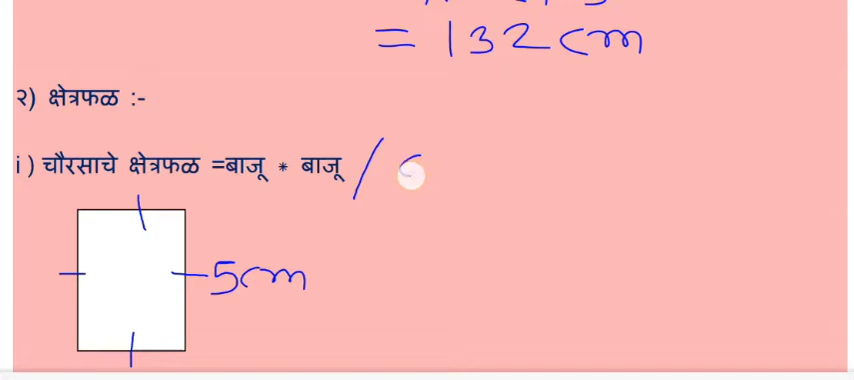 = 132 cm
२) क्षेत्रफळ :-
i ) चौरसाचे क्षेत्रफळ =बाजू * बाजू /
5cm